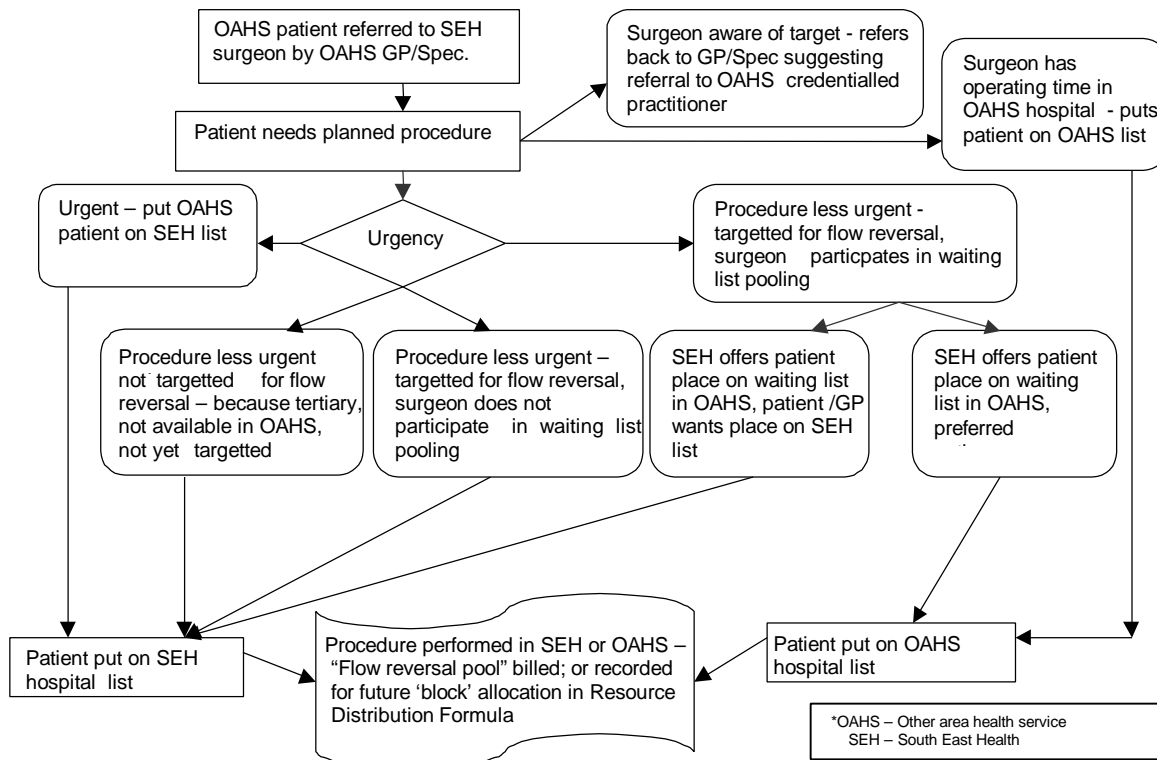 OAHS patient referred to SEH
surgeon by OAHS GP/Spec.
Surgeon aware of target - refers
back to GP/Spec suggesting
referral to OAHS credentialled
practitioner
Surgeon has
operating time in
OAHS hospital - puts
patient on OAHS list
Patient needs planned procedure
Urgent – put OAHS
patient on SEH list
Urgency
Procedure less urgent -
targetted for flow reversal,
surgeon particpates in waiting
list pooling
Procedure less urgent
not targetted for flow
reversal – because tertiary,
not available in OAHS,
not yet targetted
Procedure less urgent –
targetted for flow reversal,
surgeon does not
participate in waiting list
pooling
SEH offers patient
place on waiting list
in OAHS, patient /GP
wants place on SEH
list
SEH offers patient
place on waiting
list in OAHS,
preferred
Patient put on SEH
hospital list
Procedure performed in SEH or OAHS –
“Flow reversal pool” billed; or recorded
for future ‘block’ allocation in Resource
Distribution Formula
Patient put on OAHS
hospital list
*OAHS – Other area health service
SEH – South East Health